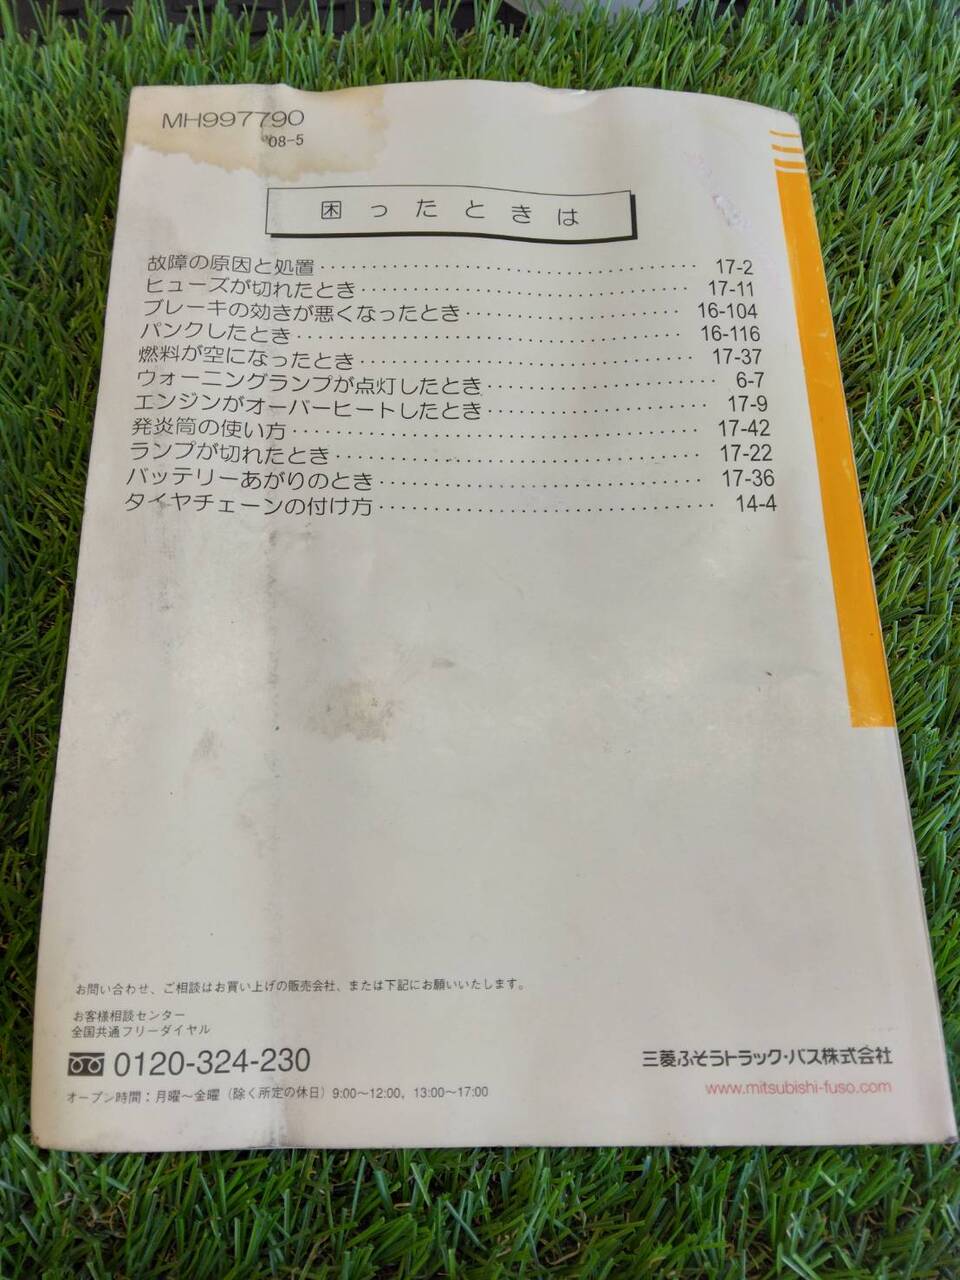 MH997790
'08-5
困ったときは
故障の原因と処置 17-2
ヒューズが切れたとき 17-11
ブレーキの効きが悪くなったとき 16-104
パンクしたとき 16-116
燃料が空になったとき 17-37
ウォーニングランプが点灯したとき 6-7
エンジンがオーバーヒートしたとき 17-9
発炎筒の使い方 17-42
ランプが切れたとき 17-22
バッテリーあがりのとき 17-36
タイヤチェーンの付け方 14-4
お問い合わせ、ご相談はお買い上げの販売会社、または下記にお願いいたします。
お客様相談センター
全国共通フリーダイヤル
0120-324-230
オープン時間:月曜~金曜(除く所定の休日)9:00~12:00, 13:00~17:00
三菱ふそうトラック・バス株式会社
www.mitsubishi-fuso.com